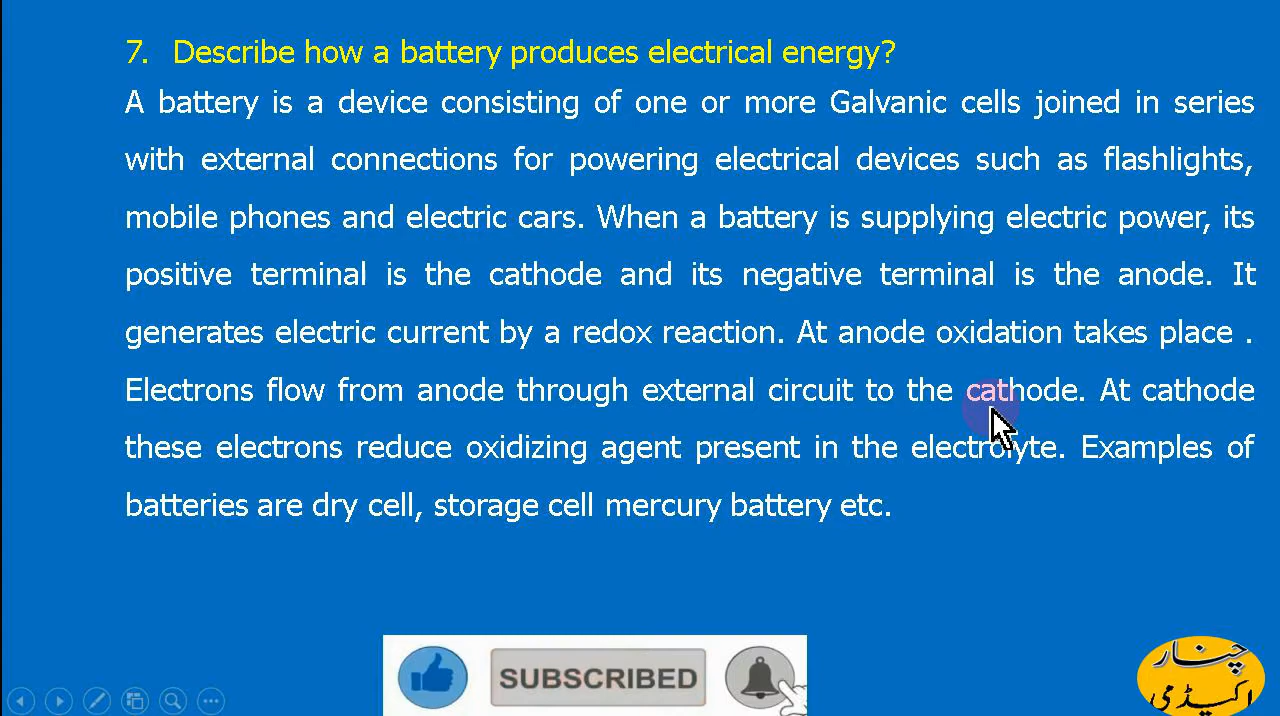 7. Describe how a battery produces electrical energy?
A battery is a device consisting of one or more Galvanic cells joined in series
with external connections for powering electrical devices such as flashlights,
mobile phones and electric cars. When a battery is supplying electric power, its
positive terminal is the cathode and its negative terminal is the anode. It
generates electric current by a redox reaction. At anode oxidation takes place .
Electrons flow from anode through external circuit to the cathode. At cathode
these electrons reduce oxidizing agent present in the electrolyte. Examples of
batteries are dry cell, storage cell mercury battery etc.
SUBSCRIBED
چنار
اکیڈمی